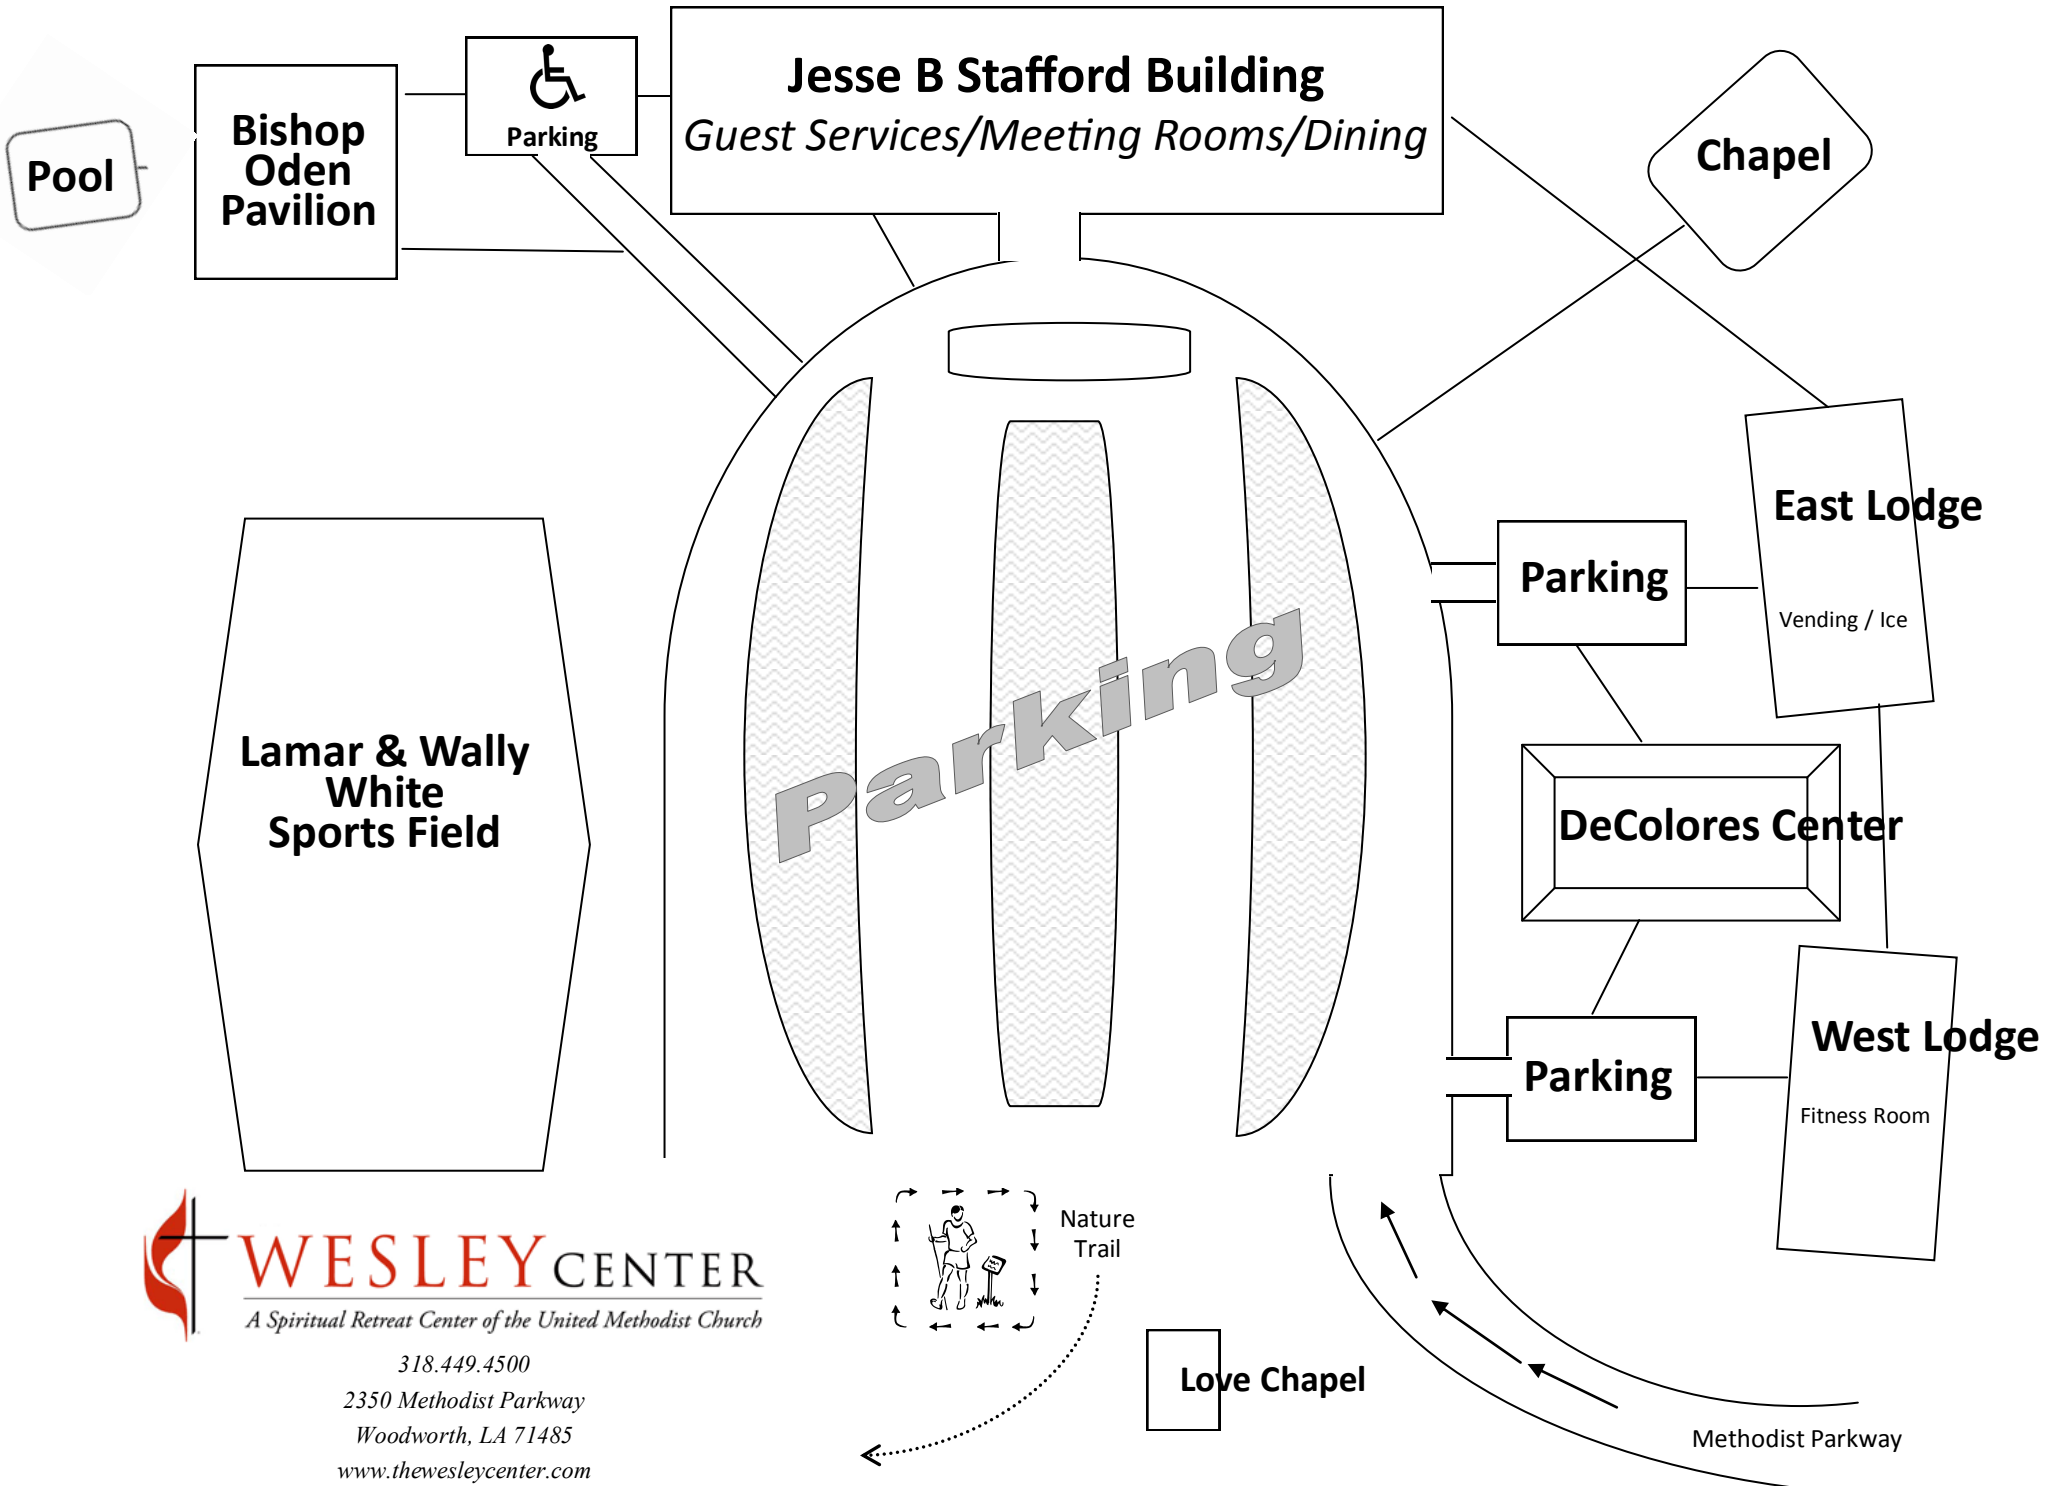 Jesse B Stafford Building
Guest Services/Meeting Rooms/Dining
Parking
Bishop
Oden
Pavilion
Pool
Chapel
East Lodge
Vending / Ice
Parking
Parking
Lamar & Wally
White
Sports Field
DeColores Center
West Lodge
Parking
Fitness Room
Nature
Trail
WESLEY CENTER
A Spiritual Retreat Center of the United Methodist Church
318.449.4500
2350 Methodist Parkway
Woodworth, LA 71485
www.thewesleycenter.com
Love Chapel
Methodist Parkway